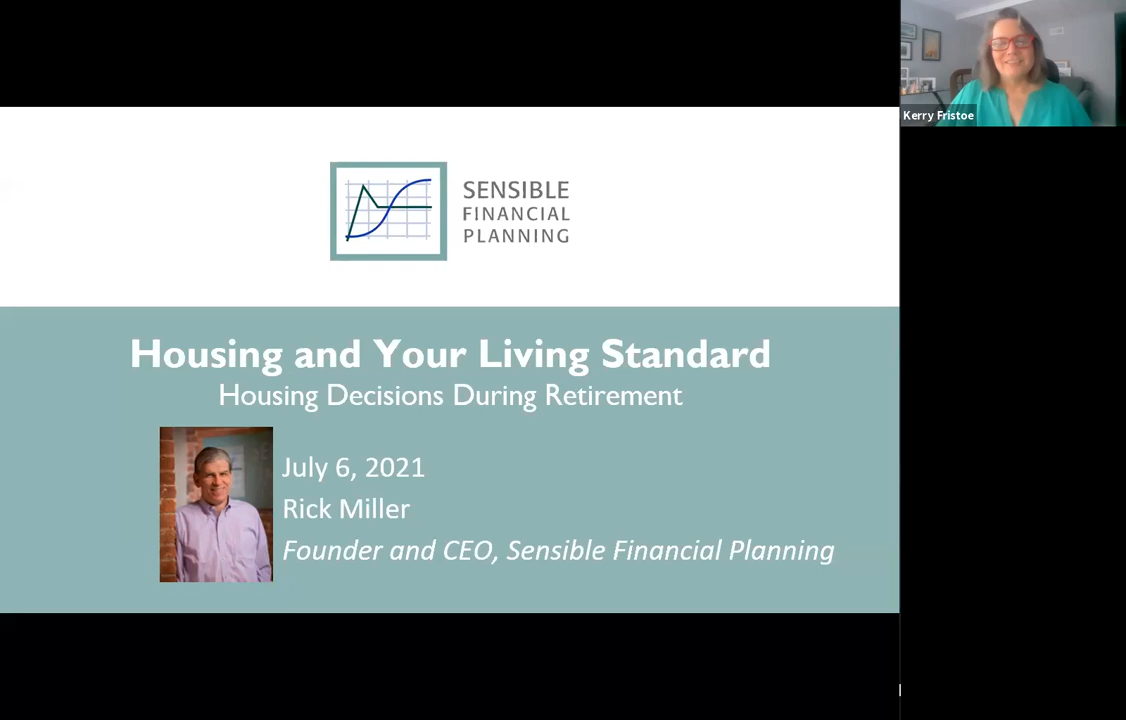 Kerry Fristoe
SENSIBLE
FINANCIAL
PLANNING
Housing and Your Living Standard
Housing Decisions During Retirement
July 6, 2021
Rick Miller
Founder and CEO, Sensible Financial Planning